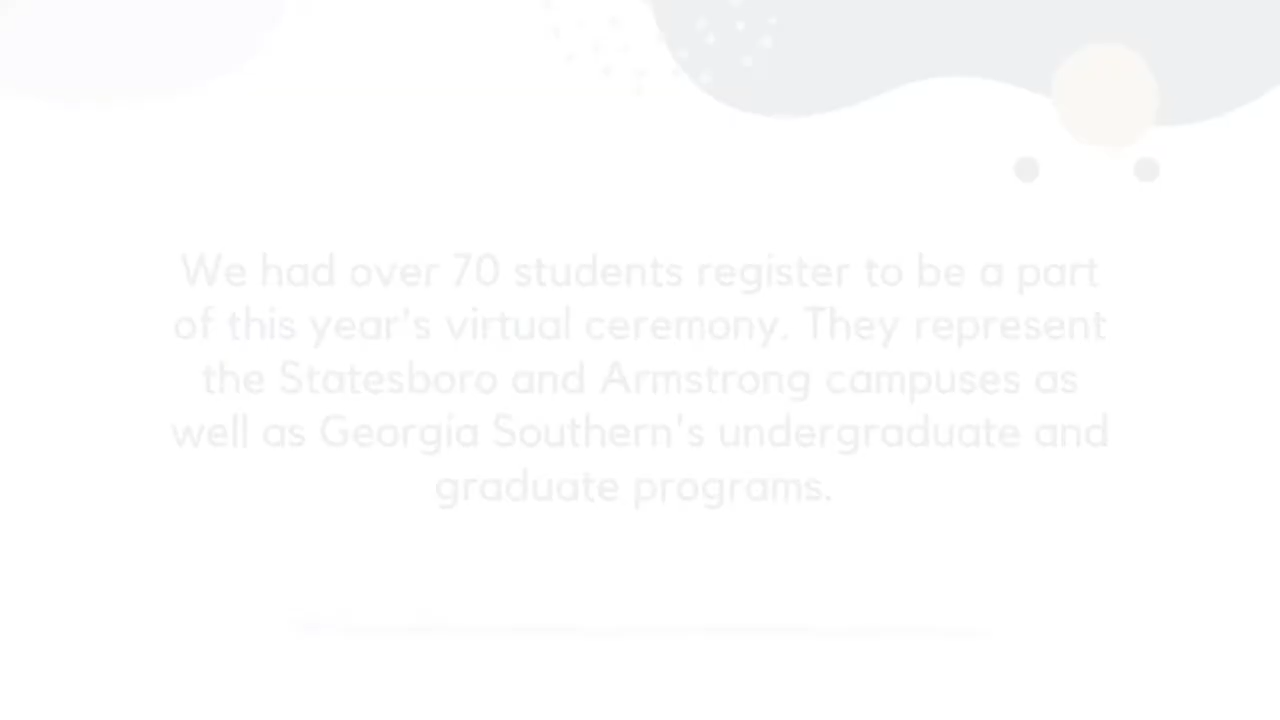 We had over 70 students register to be a part
of this year's virtual ceremony. They represent
the Statesboro and Armstrong campuses as
well as Georgia Southern's undergraduate and
graduate programs.